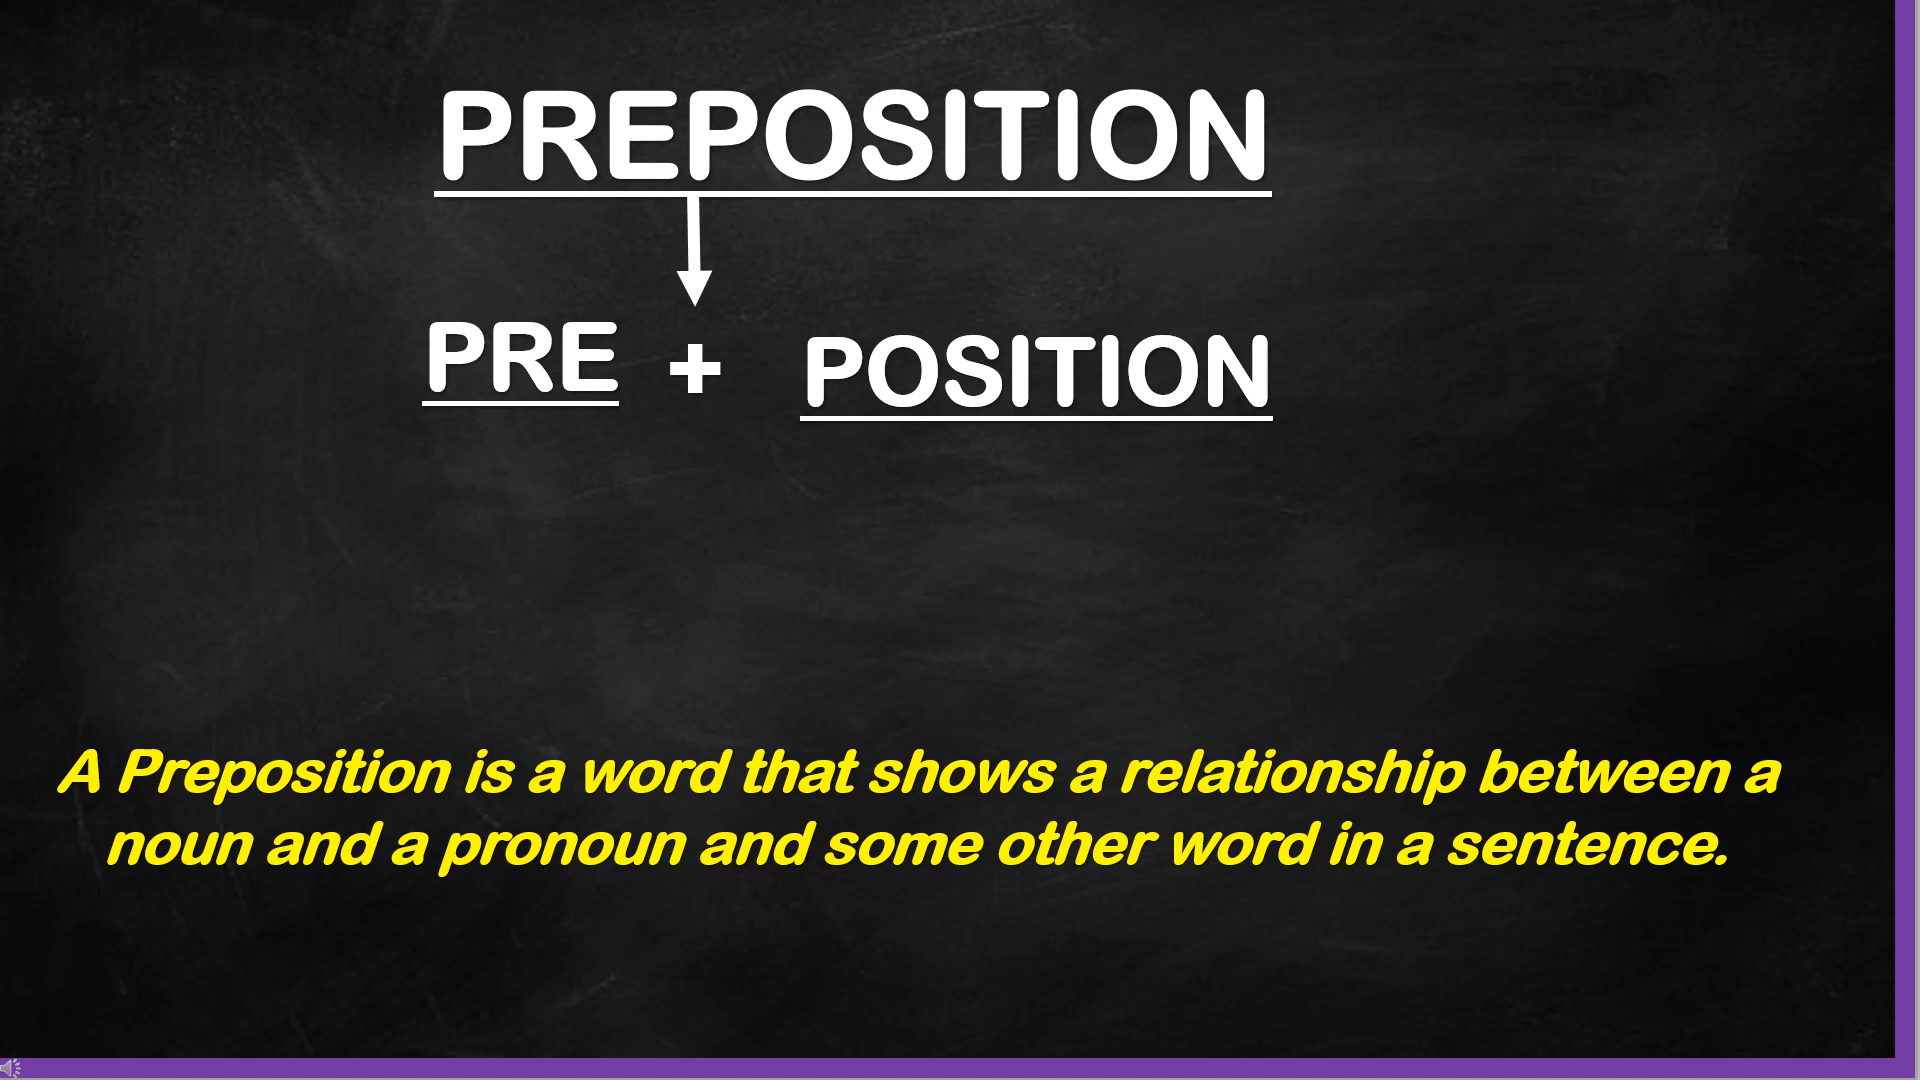 PREPOSITION
PRE + POSITION
A Preposition is a word that shows a relationship between a
noun and a pronoun and some other word in a sentence.